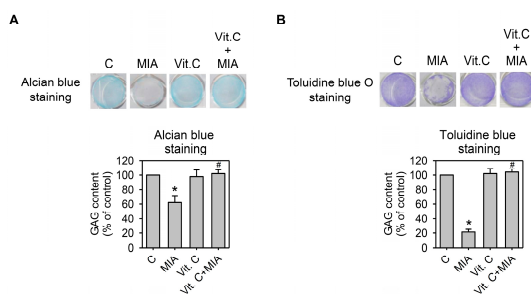 A
Vit.C
+
C MIA Vit.C MIA
Alcian blue
staining
Alcian blue
staining
GAG content
(% of control)
120
100
80
60
40
20
0
*
#
C
MIA
Vit. C
Vit C+MIA
B
Vit.C
+
C MIA Vit.C MIA
Toluidine blue O
staining
Toluidine blue
staining
GAG content
(% of control)
120
100
80
60
40
20
0
*
#
C
MIA
Vit. C
Vit C+MIA